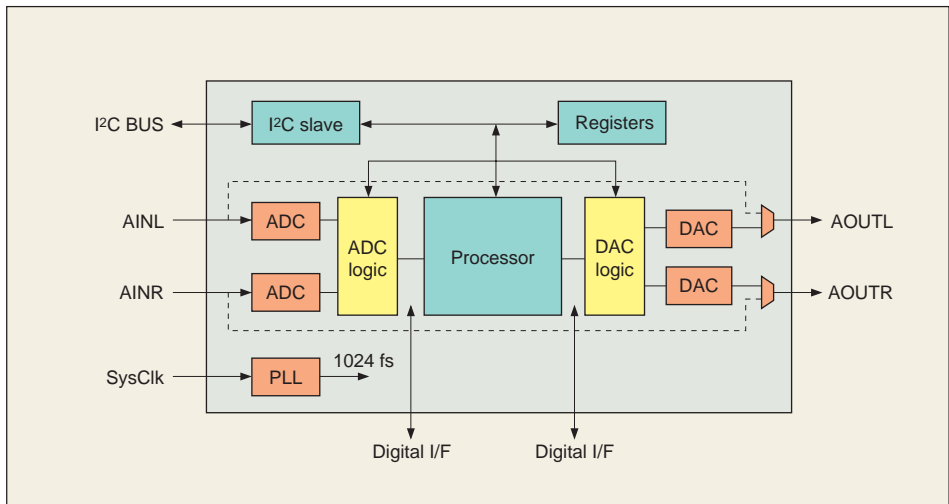 I²C BUS
I²C slave
Registers
AINL
ADC
ADC
logic
Processor
DAC
logic
DAC
AOUTL
AINR
ADC
DAC
AOUTR
SysClk
PLL
1024 fs
Digital I/F
Digital I/F